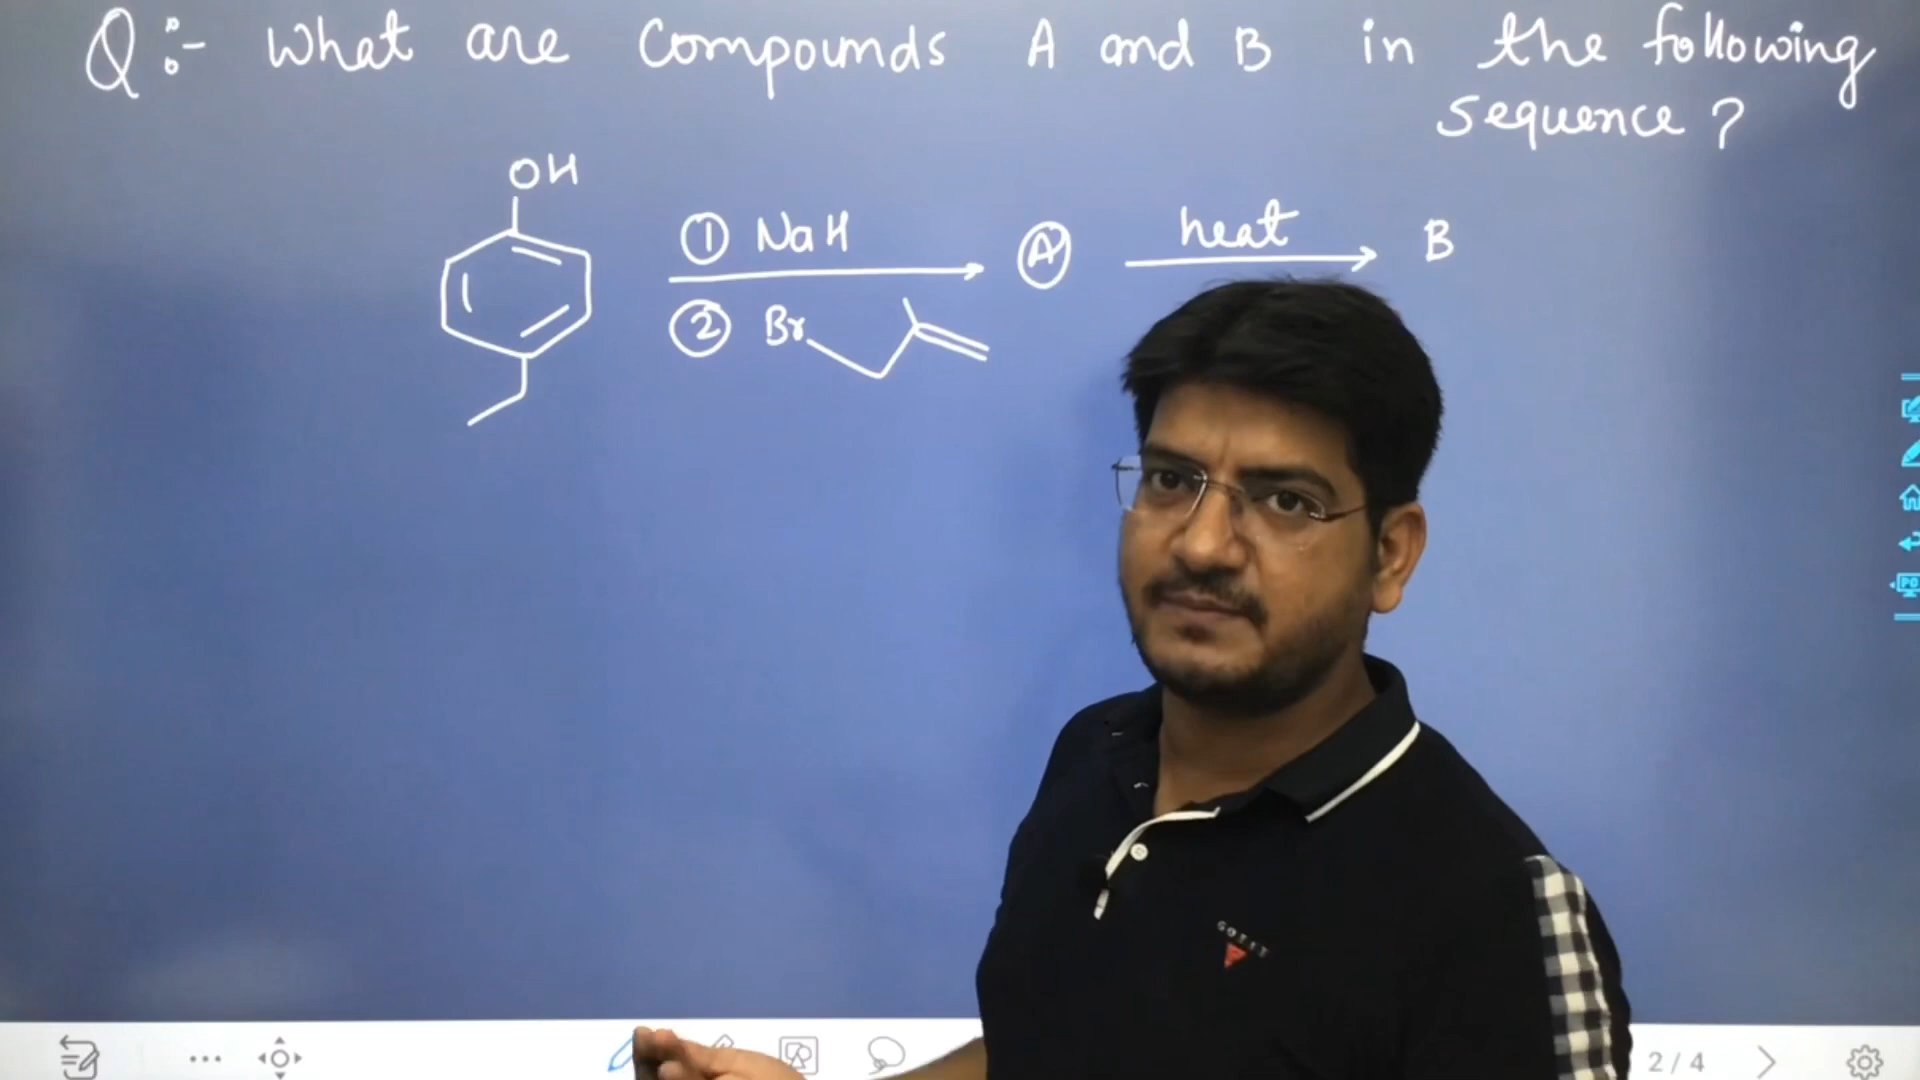 Q:- What are Compounds A and B in the following
sequence ?
OH
① NaH
② Br
A
heat
B
2/4